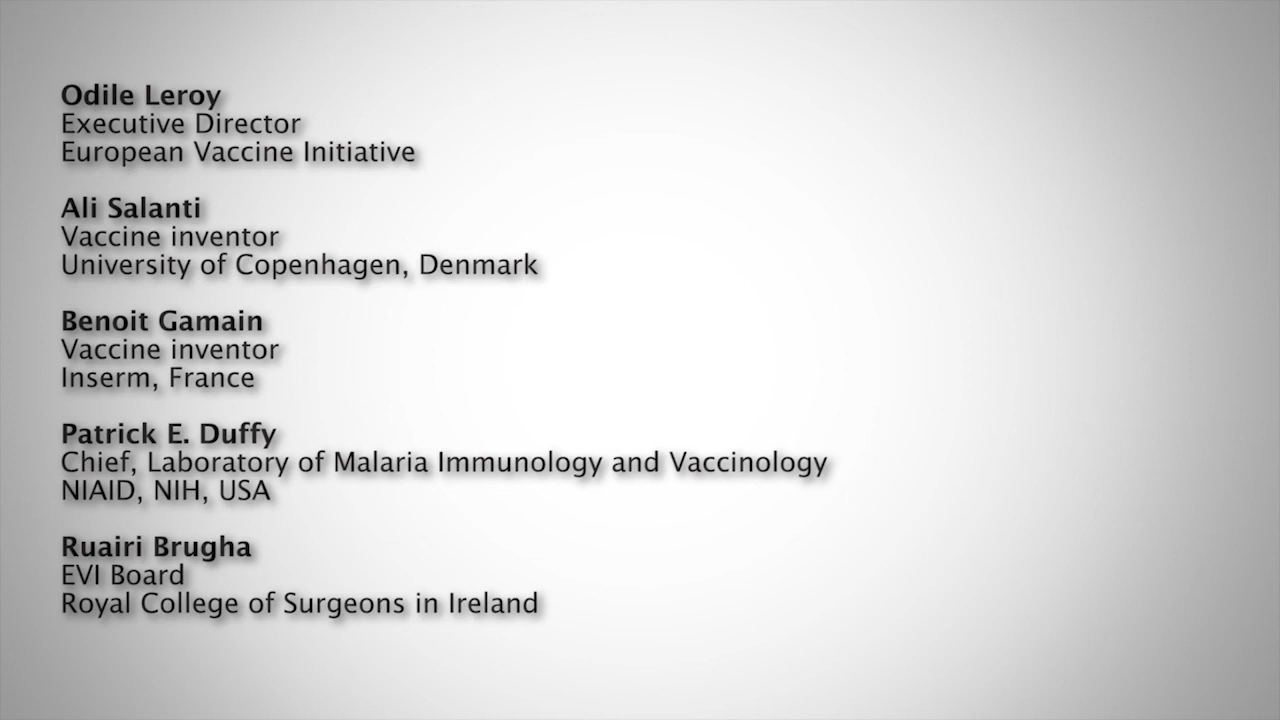 Odile Leroy
Executive Director
European Vaccine Initiative
Ali Salanti
Vaccine inventor
University of Copenhagen, Denmark
Benoit Gamain
Vaccine inventor
Inserm, France
Patrick E. Duffy
Chief, Laboratory of Malaria Immunology and Vaccinology
NIAID, NIH, USA
Ruairi Brugha
EVI Board
Royal College of Surgeons in Ireland